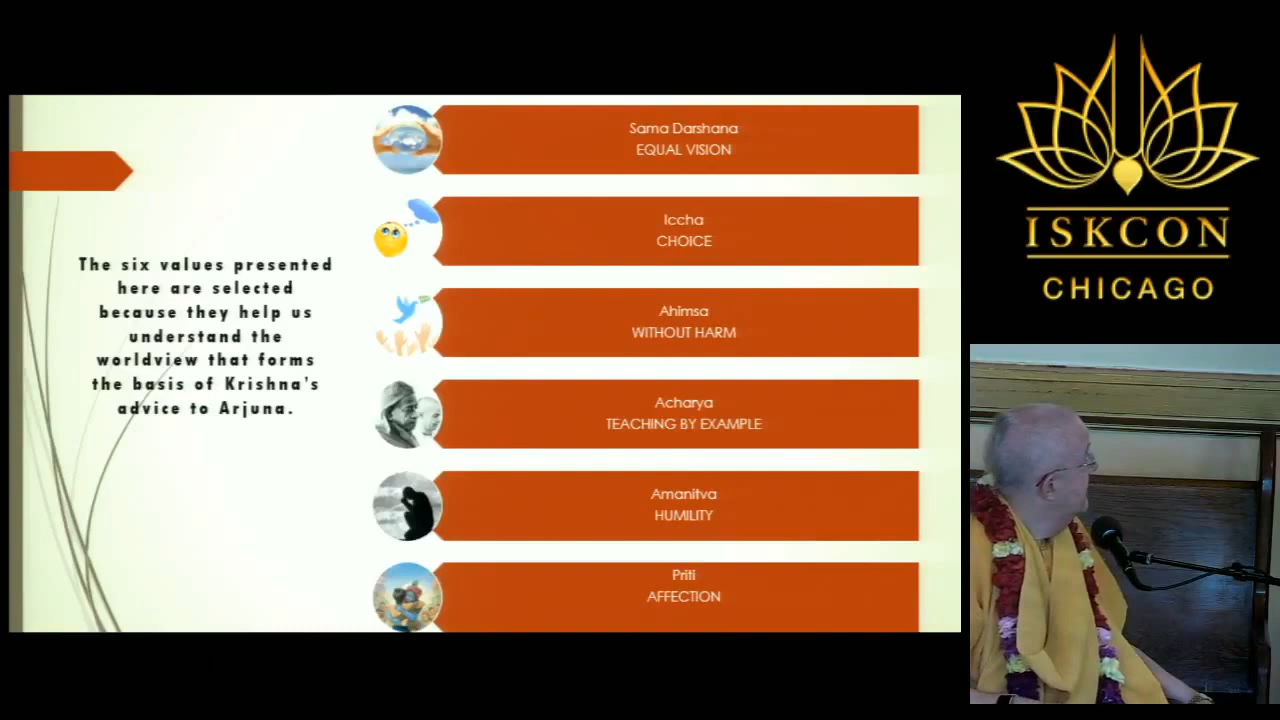 The six values presented
here are selected
because they help us
understand the
worldview that forms
the basis of Krishna's
advice to Arjuna.
Sama Darshana
EQUAL VISION
Iccha
CHOICE
Ahimsa
WITHOUT HARM
Acharya
TEACHING BY EXAMPLE
Amanitva
HUMILITY
Priti
AFFECTION
ISKCON
CHICAGO